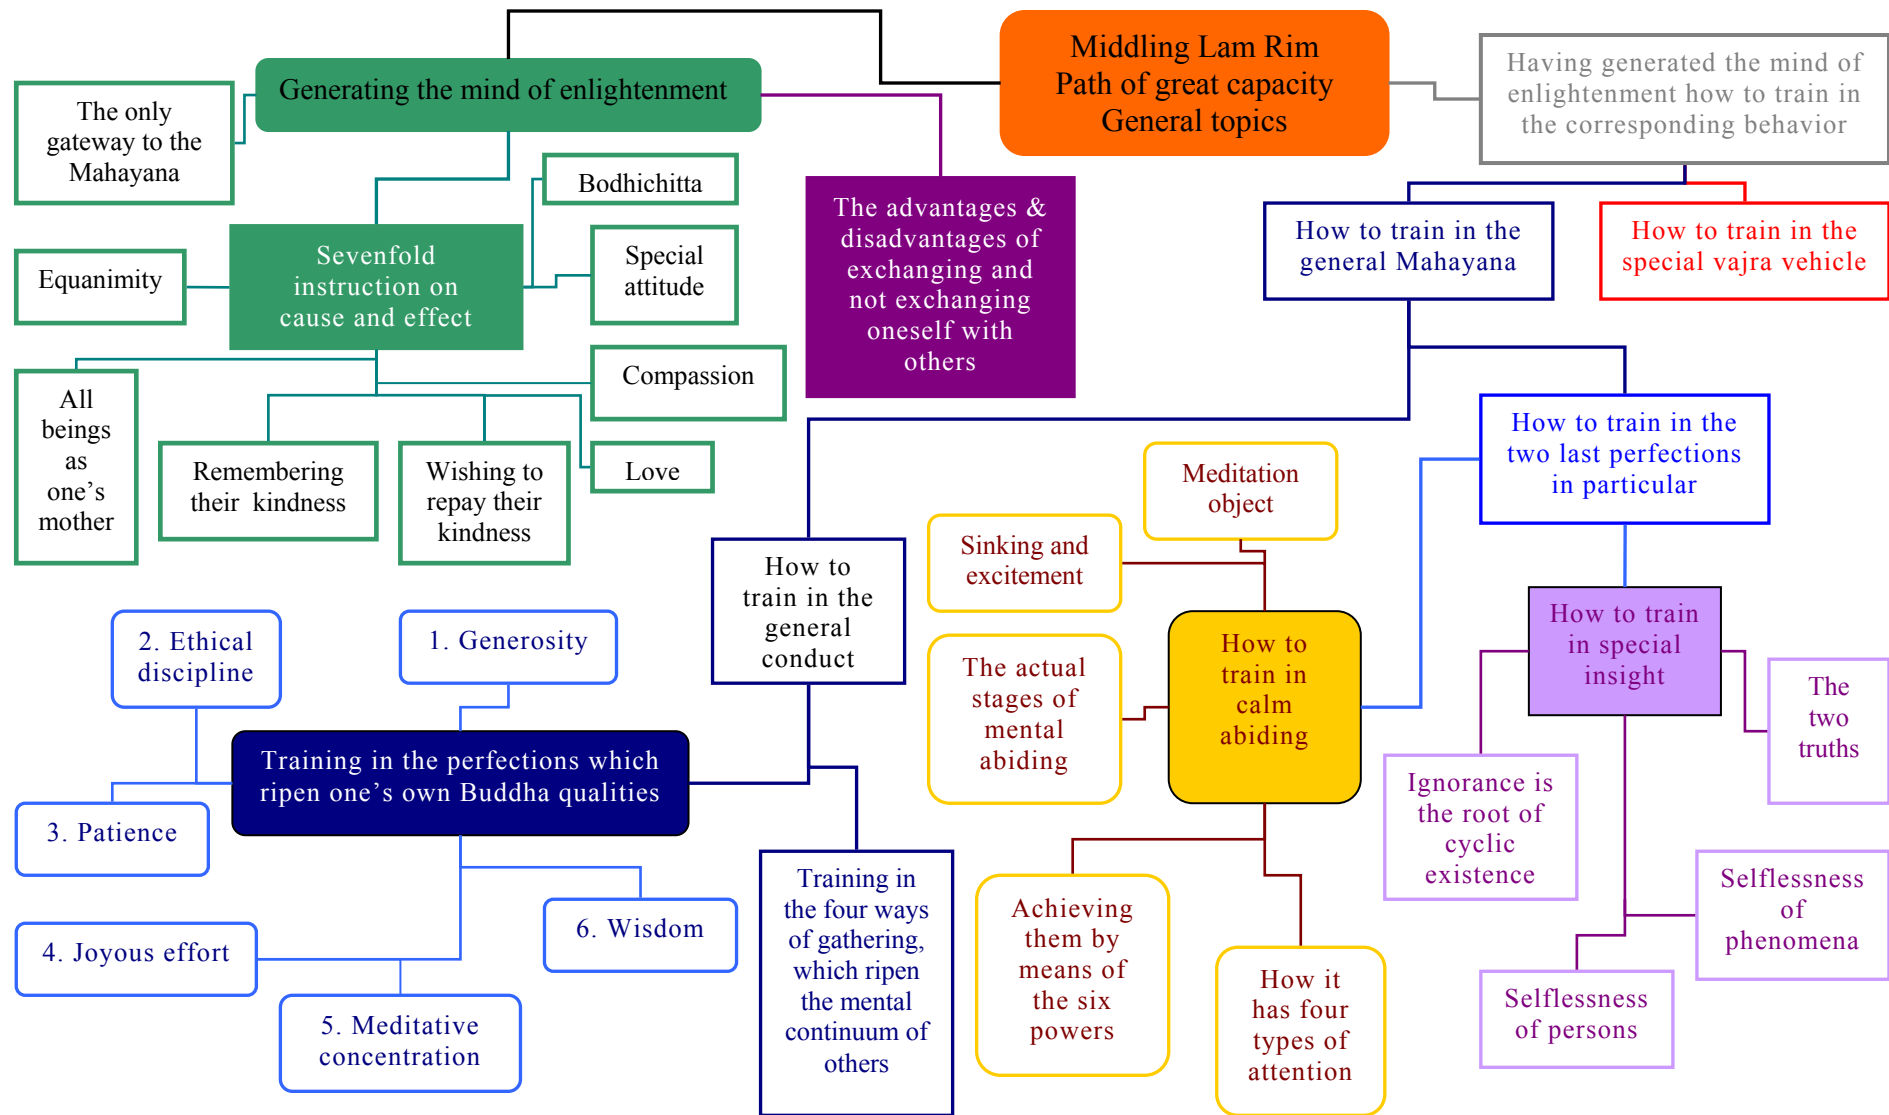 Middling Lam Rim
Path of great capacity
General topics
Generating the mind of enlightenment
The only
gateway to the
Mahayana
Having generated the mind of
enlightenment how to train in
the corresponding behavior
Bodhichitta
Sevenfold
instruction on
cause and effect
Equanimity
Special
attitude
The advantages &
disadvantages of
exchanging and
not exchanging
oneself with
others
How to train in the
general Mahayana
How to train in the
special vajra vehicle
All
beings
as
one's
mother
Remembering
their kindness
Wishing to
repay their
kindness
Love
Compassion
How to train in the
two last perfections
in particular
Meditation
object
Sinking and
excitement
How to
train in the
general
conduct
The actual
stages of
mental
abiding
How to
train in
calm
abiding
How to train
in special
insight
The
two
truths
2. Ethical
discipline
1. Generosity
Training in the perfections which
ripen one's own Buddha qualities
3. Patience
4. Joyous effort
5. Meditative
concentration
6. Wisdom
Training in
the four ways
of gathering,
which ripen
the mental
continuum of
others
Achieving
them by
means of
the six
powers
How it
has four
types of
attention
Ignorance is
the root of
cyclic
existence
Selflessness
of
phenomena
Selflessness
of persons